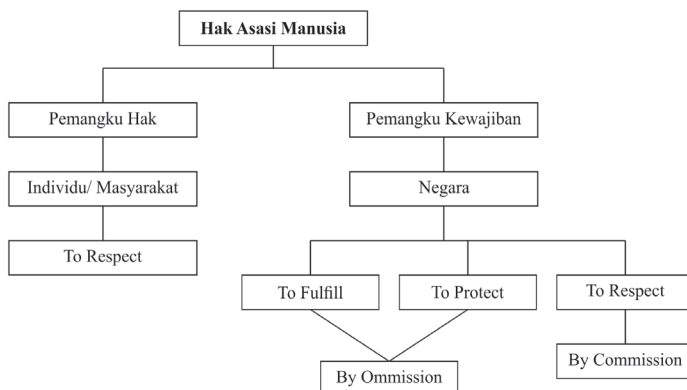 Hak Asasi Manusia
Pemangku Hak
Pemangku Kewajiban
Individu/ Masyarakat
Negara
To Respect
To Fulfill
To Protect
To Respect
By Ommission
By Commission